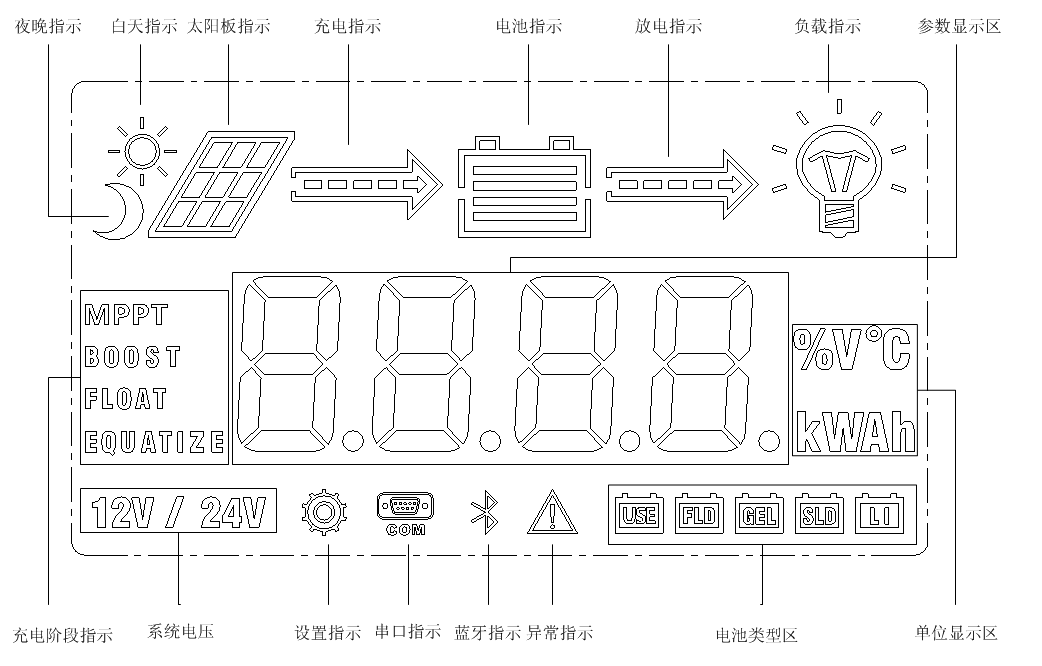 夜晚指示 白天指示 太阳板指示 充电指示 电池指示 放电指示 负载指示 参数显示区
MPPT
BOOST
FLOAT
EQUATIZE
8.8.8.8.
%V°C
kWAh
12V / 24V
COM
USE FLD GEL SLD LI
充电阶段指示 系统电压 设置指示 串口指示 蓝牙指示 异常指示 电池类型区 单位显示区